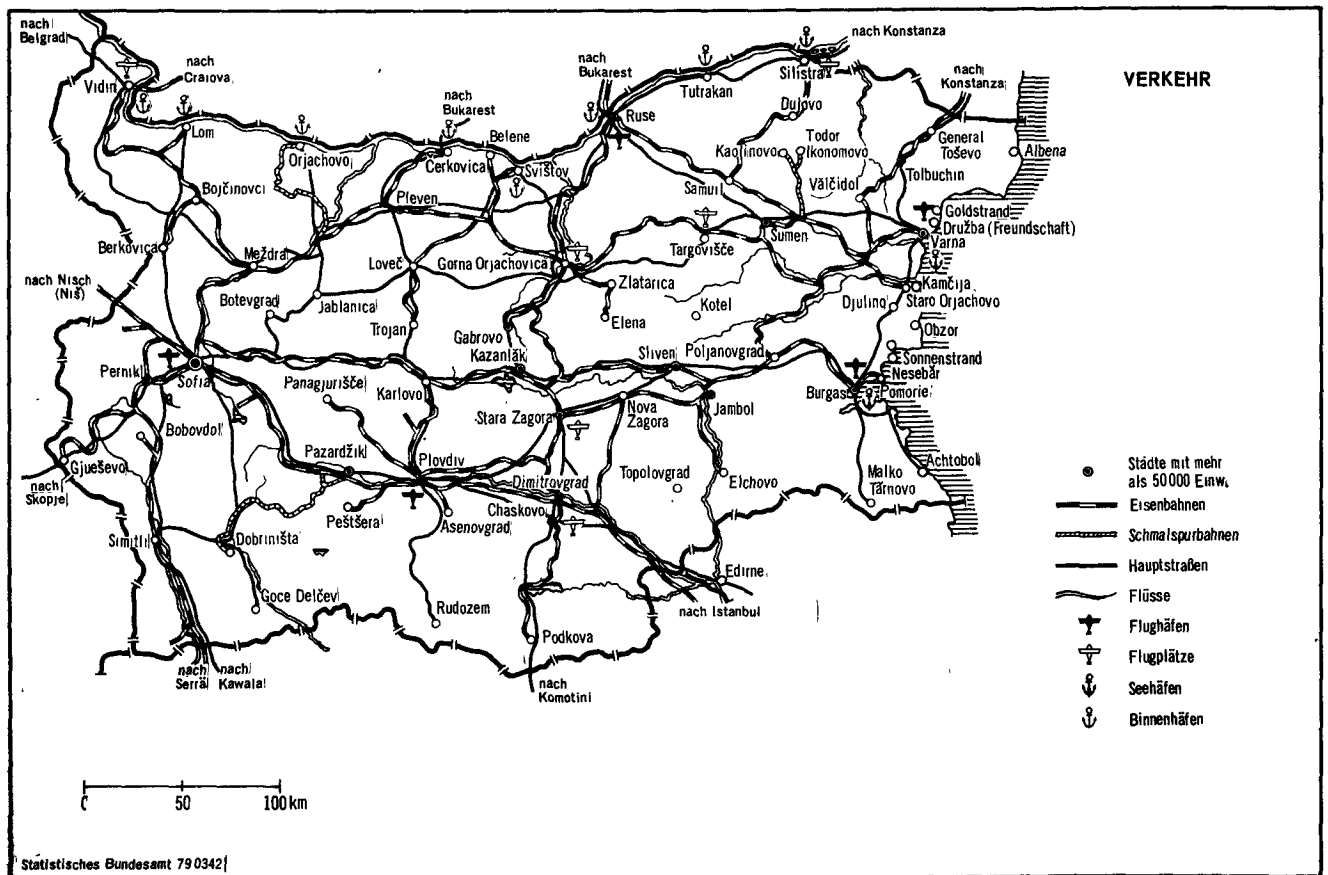 VERKEHR
nach
Belgrad
nach
Craiova
Vidin
Lom
Orjachovo
nach
Bukarest
Cerkovica
Belene
Svištov
nach
Bukarest
Ruse
Tutrakan
Silistra
nach Konstanza
nach
Konstanza
Dujovo
Todor
Ikonomovo
Kaolinovo
General
Toševo
Albena
Tolbuchin
Vălčidol
Samuil
Bojčinovci
Pleven
Goldstrand
Družba (Freundschaft)
Varna
Šumen
Targovišče
Berkovica
Mezdra
Loveč
Gorna Orjachovica
Zlatarica
Kotel
Kamčija
Staro Orjachovo
Djulino
nach Nisch
(Niš)
Botevgrad
Jablanica
Trojan
Elena
Obzor
Gabrovo
Kazanlăk
Sliven
Poljanovgrad
Sonnenstrand
Nesebăr
Pomorie
Burgas
Pernik
Sofia
Panagjurišče
Karlovo
Stara Zagora
Nova
Zagora
Jambol
Bobovdol
Gjueševo
nach
Skopje
Pazardžik
Plovdiv
Dimitrovgrad
Topolovgrad
Elchovo
Malko
Tărnovo
Achtobol
Peštšera
Asenovgrad
Chaskovo
Simitli
Dobriništa
Goce Delčev
Rudozem
Podkova
Edirne
nach Istanbul
nach
Serrä
nach
Kawala
nach
Komotini
Städte mit mehr
als 50 000 Einw.
Eisenbahnen
Schmalspurbahnen
Hauptstraßen
Flüsse
Flughäfen
Flugplätze
Seehäfen
Binnenhäfen
0 50 100 km
Statistisches Bundesamt 79 0342